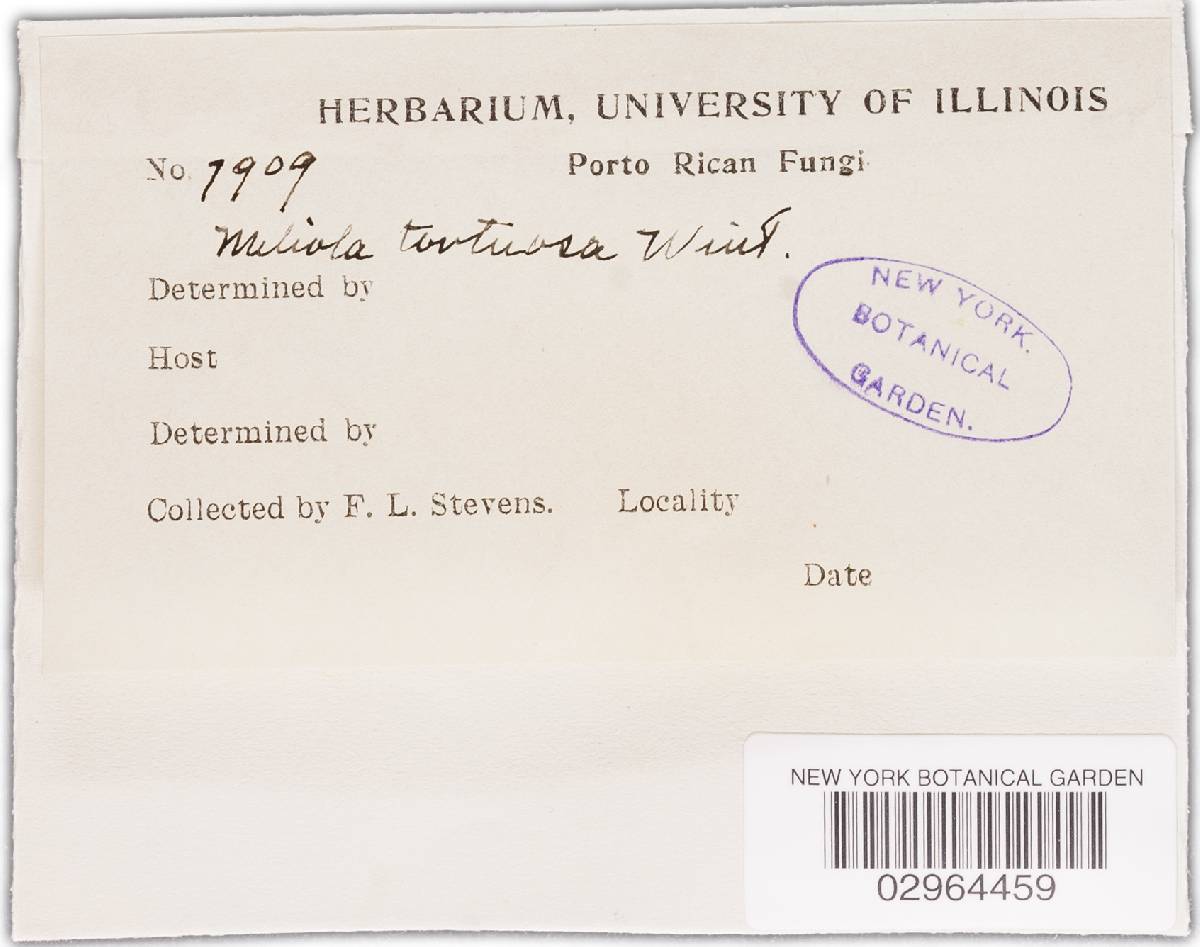 HERBARIUM, UNIVERSITY OF ILLINOIS
No. 7909 Porto Rican Fungi
Meliola tortuosa Wint.
Determined by
Host
Determined by
Collected by F. L. Stevens. Locality
Date
NEW YORK.
BOTANICAL
GARDEN.
NEW YORK BOTANICAL GARDEN
02964459